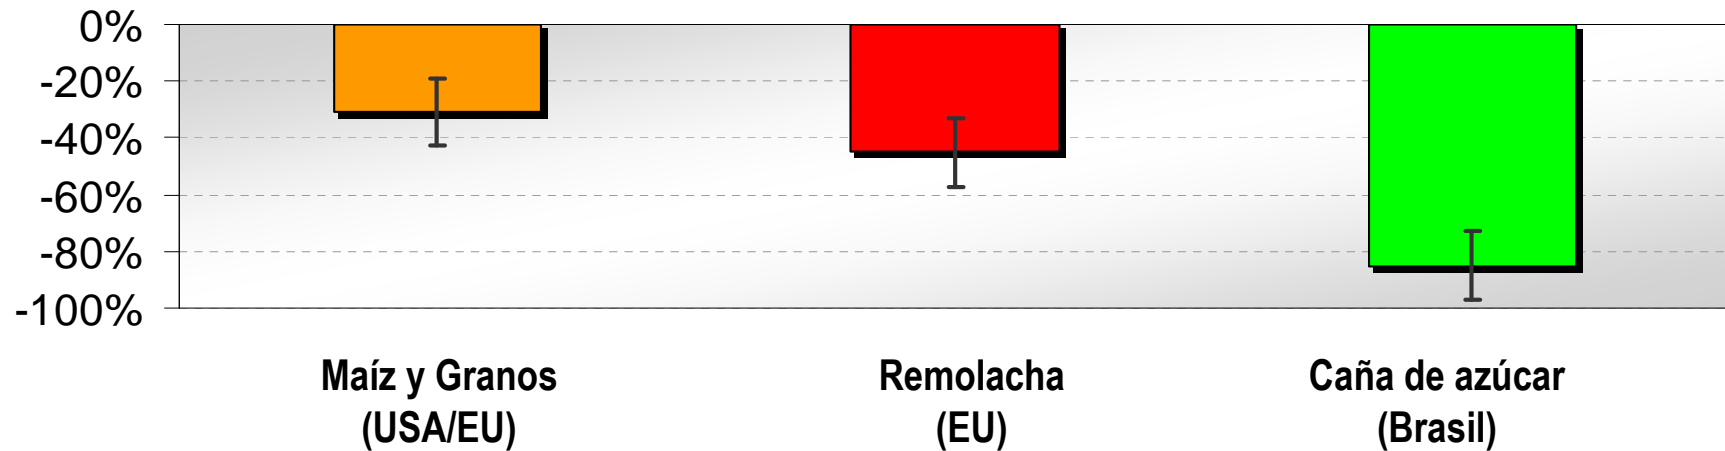 0%
-20%
-40%
-60%
-80%
-100%
Maíz y Granos
(USA/EU)
Remolacha
(EU)
Caña de azúcar
(Brasil)